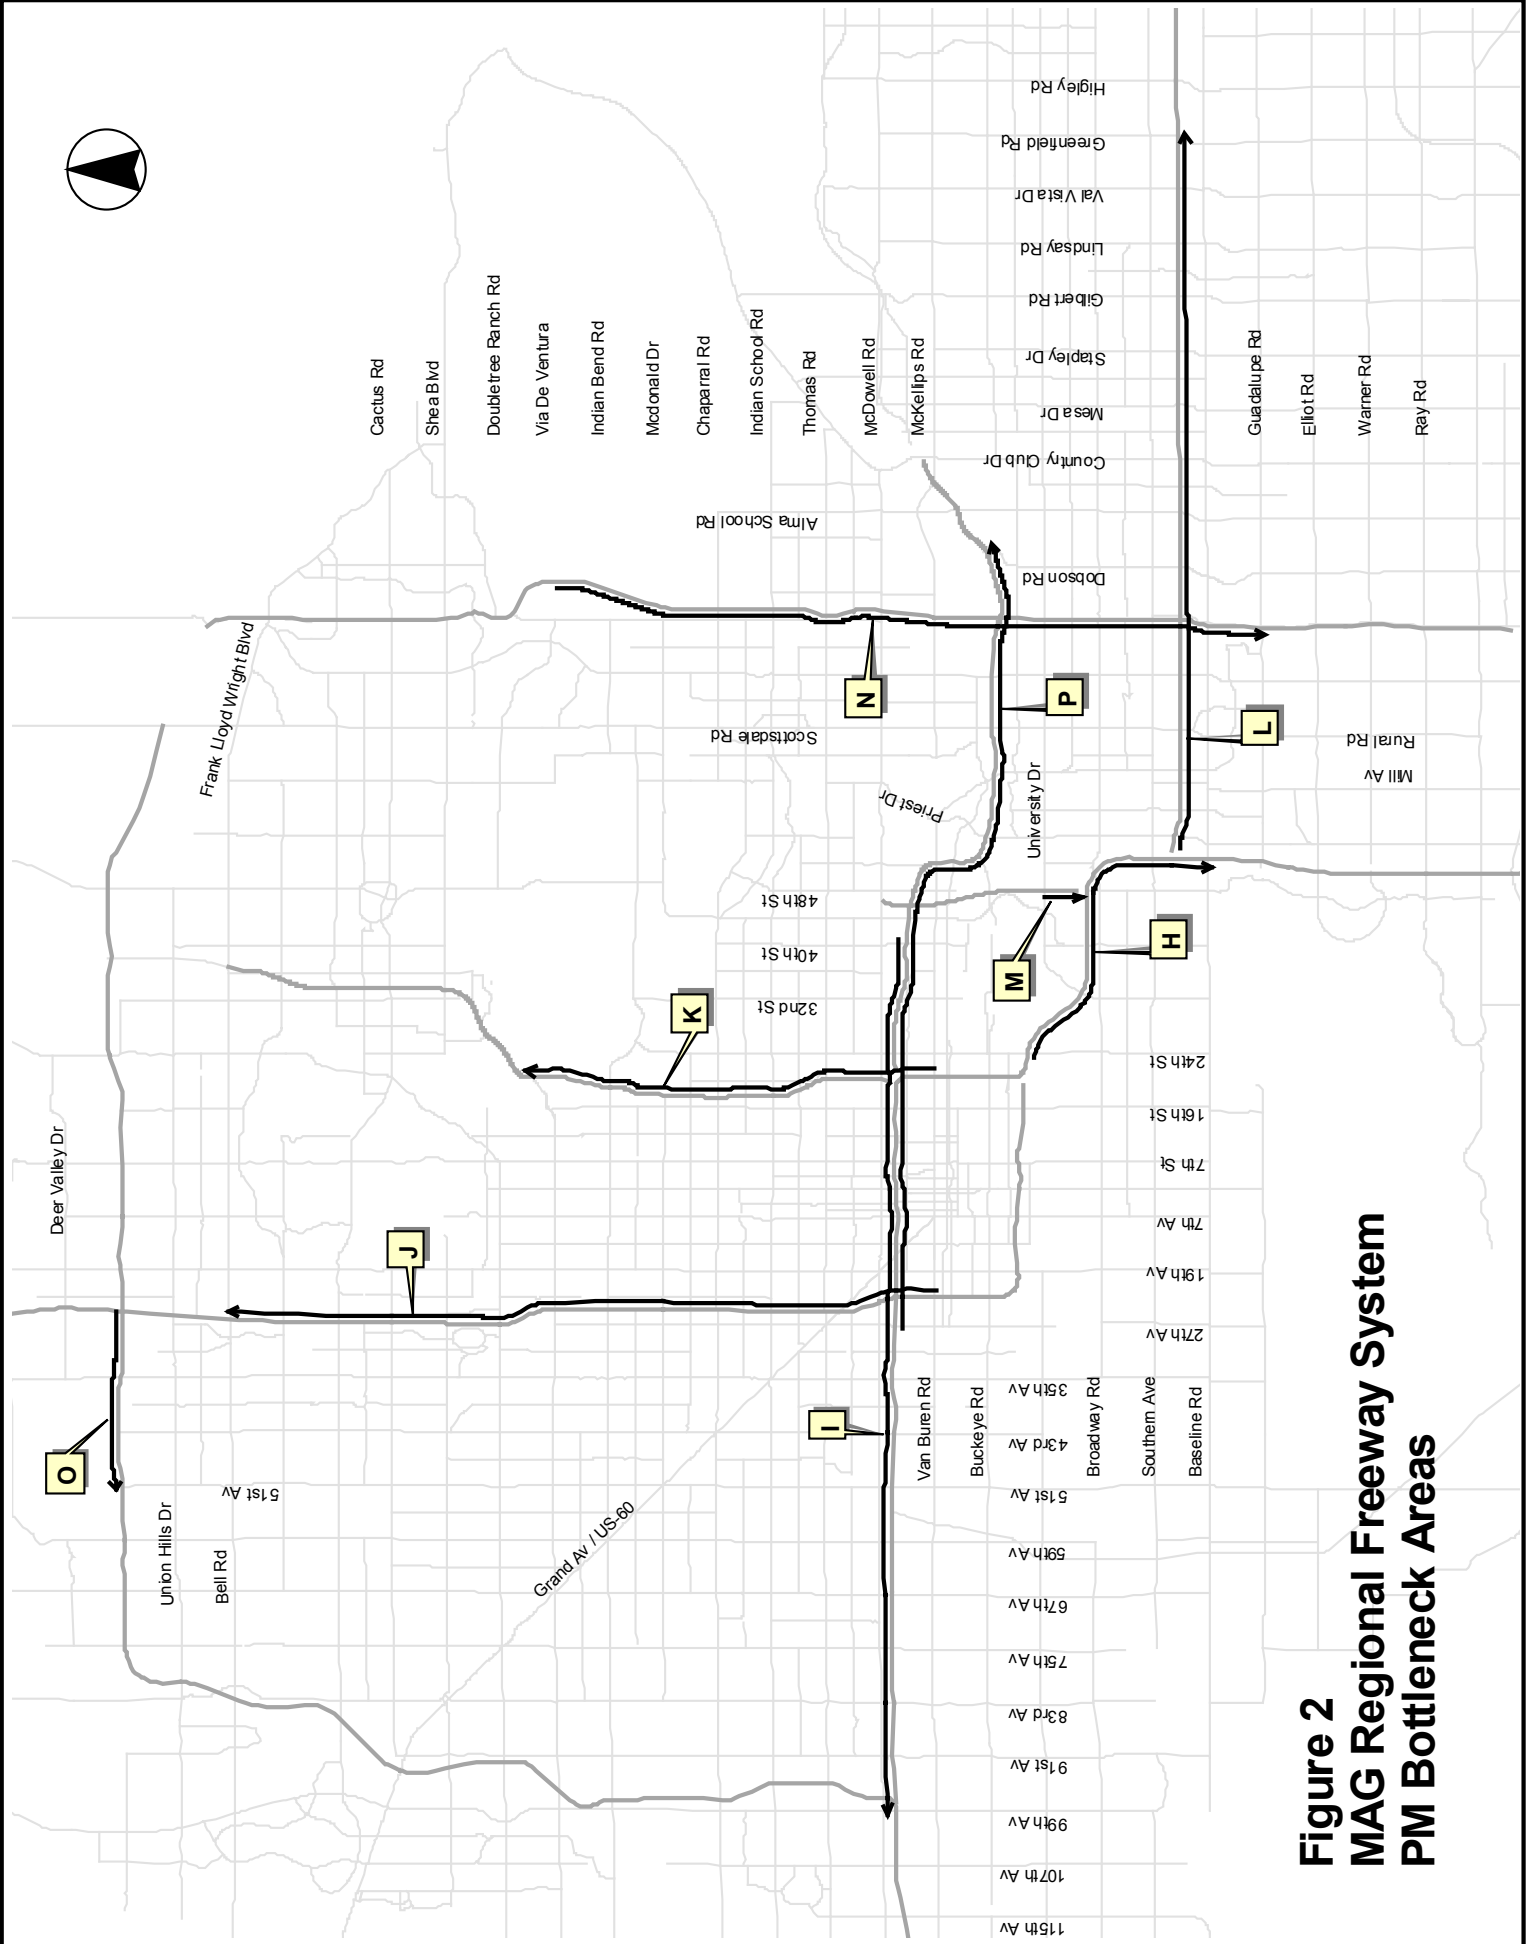 Deer Valley Dr
Union Hills Dr
Bell Rd
51st Av
Frank Lloyd Wright Blvd
Cactus Rd
Shea Blvd
Doubletree Ranch Rd
Via De Ventura
Indian Bend Rd
Mcdonald Dr
Chaparral Rd
Indian School Rd
Thomas Rd
McDowell Rd
McKellips Rd
Grand Av / US-60
32nd St
40th St
48th St
Scottsdale Rd
Alma School Rd
Priest Dr
University Dr
Van Buren Rd
Buckeye Rd
Broadway Rd
Southern Ave
Baseline Rd
115th Av
107th Av
99th Av
91st Av
83rd Av
75th Av
67th Av
59th Av
51st Av
43rd Av
35th Av
27th Av
19th Av
7th Av
7th St
16th St
24th St
Dobson Rd
Country Club Dr
Mesa Dr
Stapley Dr
Gilbert Rd
Lindsay Rd
Val Vista Dr
Greenfield Rd
Higley Rd
Mill Av
Rural Rd
Guadalupe Rd
Elliot Rd
Warner Rd
Ray Rd
O
J
K
I
N
P
M
H
L
Figure 2
MAG Regional Freeway System
PM Bottleneck Areas